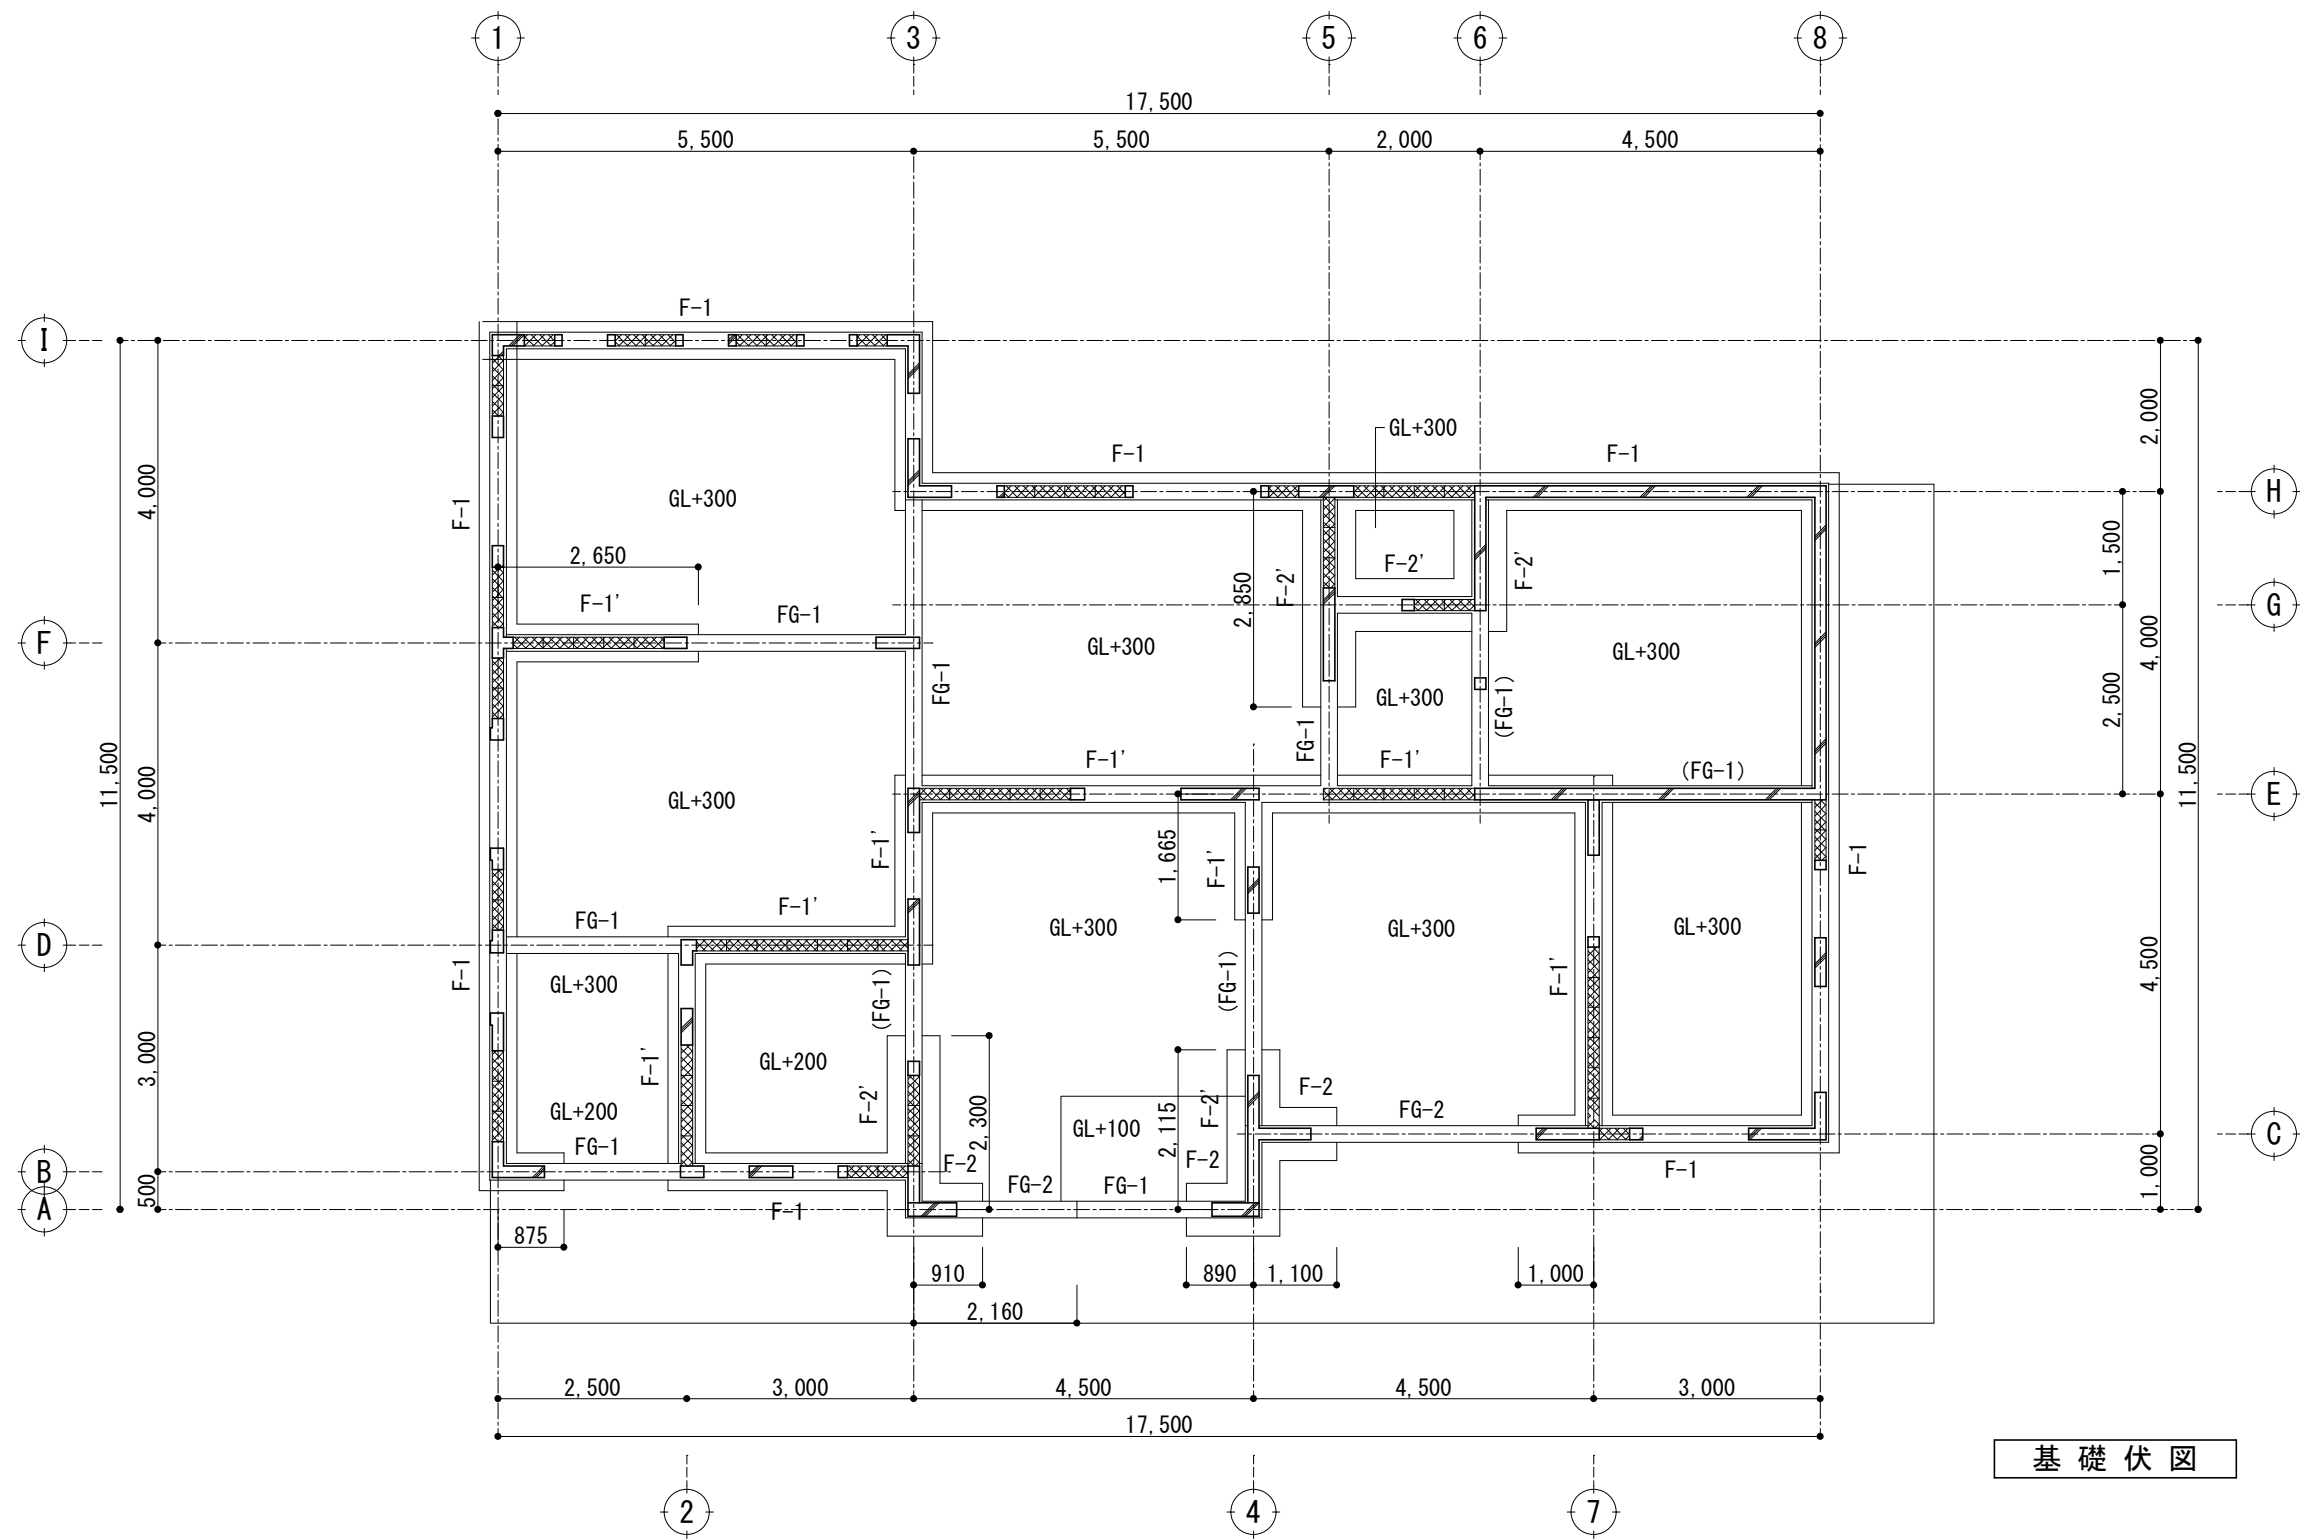 1 3 5 6 8
17,500
5,500 5,500 2,000 4,500
F-1
I
2,000
GL+300
F-1 F-1
4,000
F-1
GL+300
H
2,650
F-1'
FG-1
2,850
F-2'
F-2'
F-2'
1,500
G
F
GL+300
GL+300
4,000
FG-1
GL+300
(FG-1)
2,500
FG-1
F-1' F-1' (FG-1)
11,500
11,500
4,000
GL+300
E
F-1'
1,665
F-1'
F-1
FG-1
F-1'
GL+300
GL+300
GL+300
D
F-1
GL+300
(FG-1)
(FG-1)
F-1'
4,500
3,000
F-1'
GL+200
F-2'
2,300
GL+100
2,115
F-2'
F-2
FG-2
GL+200
FG-1
F-2
F-2
C
B
FG-2 FG-1
F-1
500
F-1
1,000
A
875
910 890 1,100 1,000
2,160
2,500 3,000 4,500 4,500 3,000
17,500
基礎伏図
2 4 7